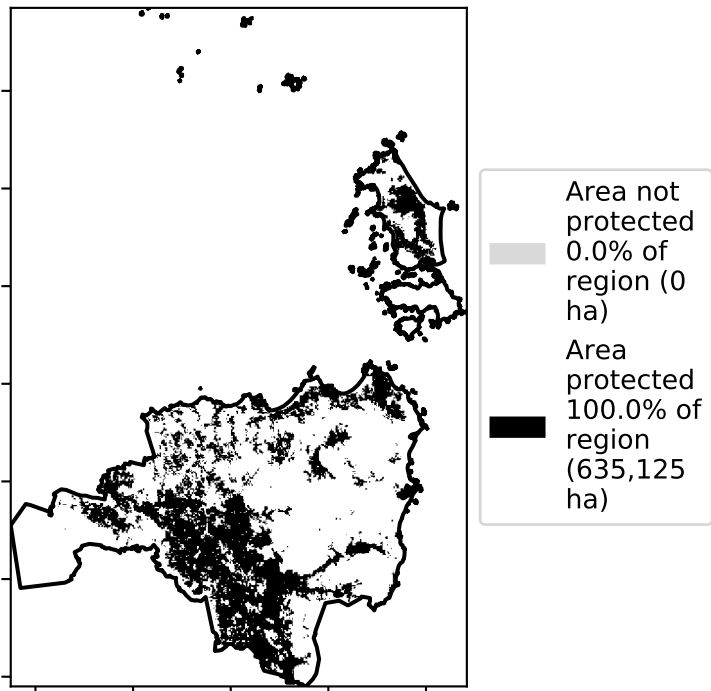 Area not
protected
0.0% of
region (0
ha)
Area
protected
100.0% of
region
(635,125
ha)